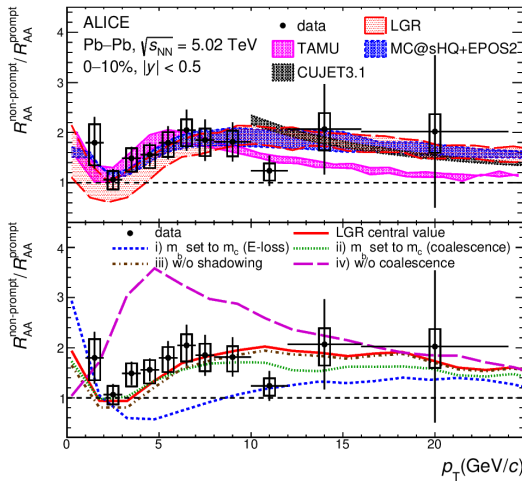 ALICE
Pb–Pb, √s_NN = 5.02 TeV
0–10%, |y| < 0.5
data
LGR
TAMU
MC@sHQ+EPOS2
CUJET3.1
R_AA^non-prompt / R_AA^prompt
4
3
2
1
data
LGR central value
i) m_b set to m_c (E-loss)
ii) m_b set to m_c (coalescence)
iii) w/o shadowing
iv) w/o coalescence
R_AA^non-prompt / R_AA^prompt
4
3
2
1
0 5 10 15 20
p_T (GeV/c)